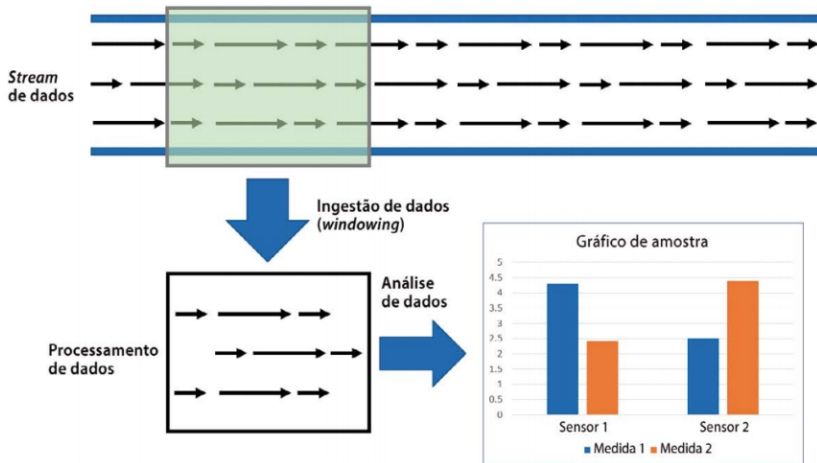 Stream
de dados
Ingestão de dados
(windowing)
Processamento
de dados
Análise
de dados
Gráfico de amostra
5
4.5
4
3.5
3
2.5
2
1.5
1
0.5
0
Sensor 1 Sensor 2
Medida 1 Medida 2